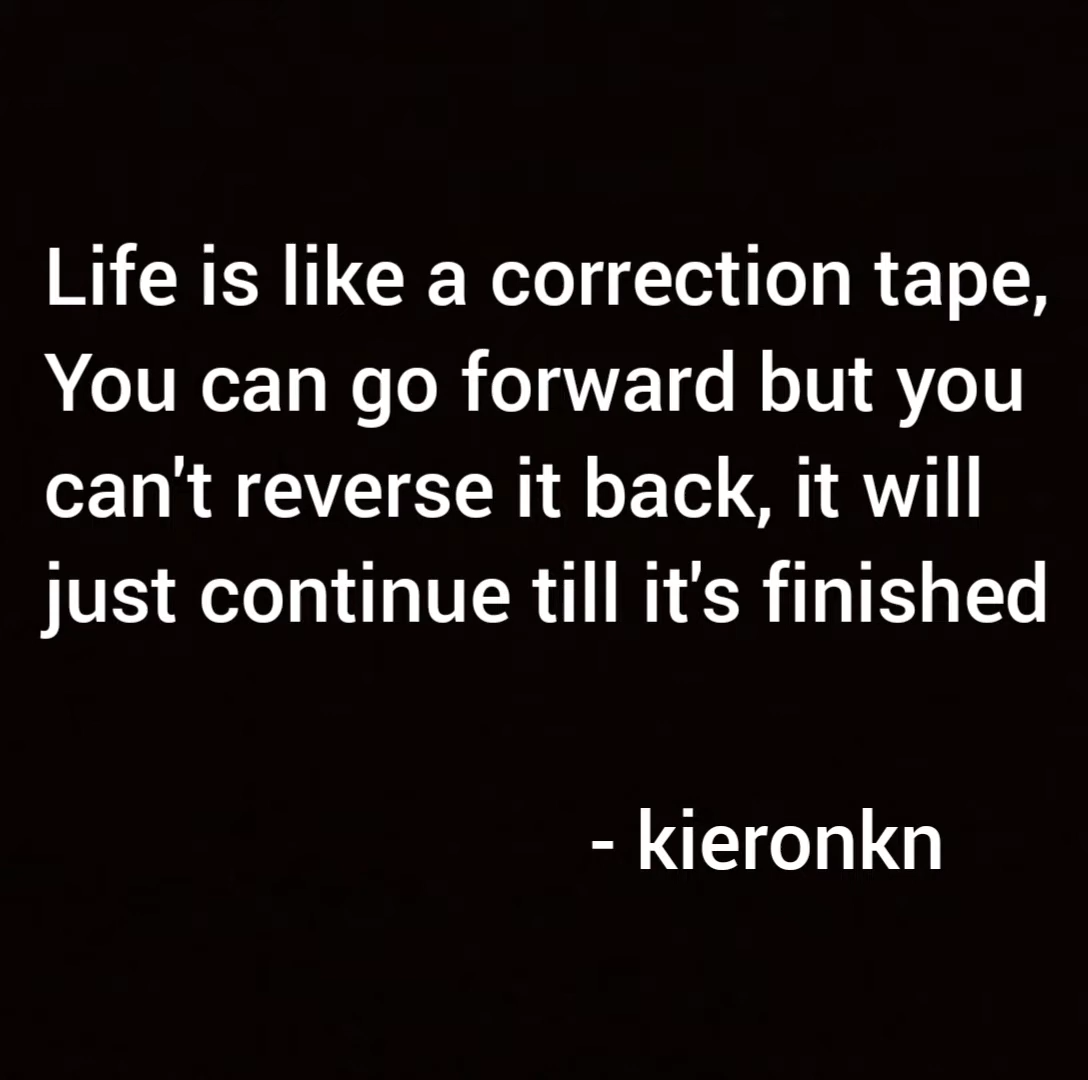 Life is like a correction tape,
You can go forward but you
can't reverse it back, it will
just continue till it's finished
- kieronkn